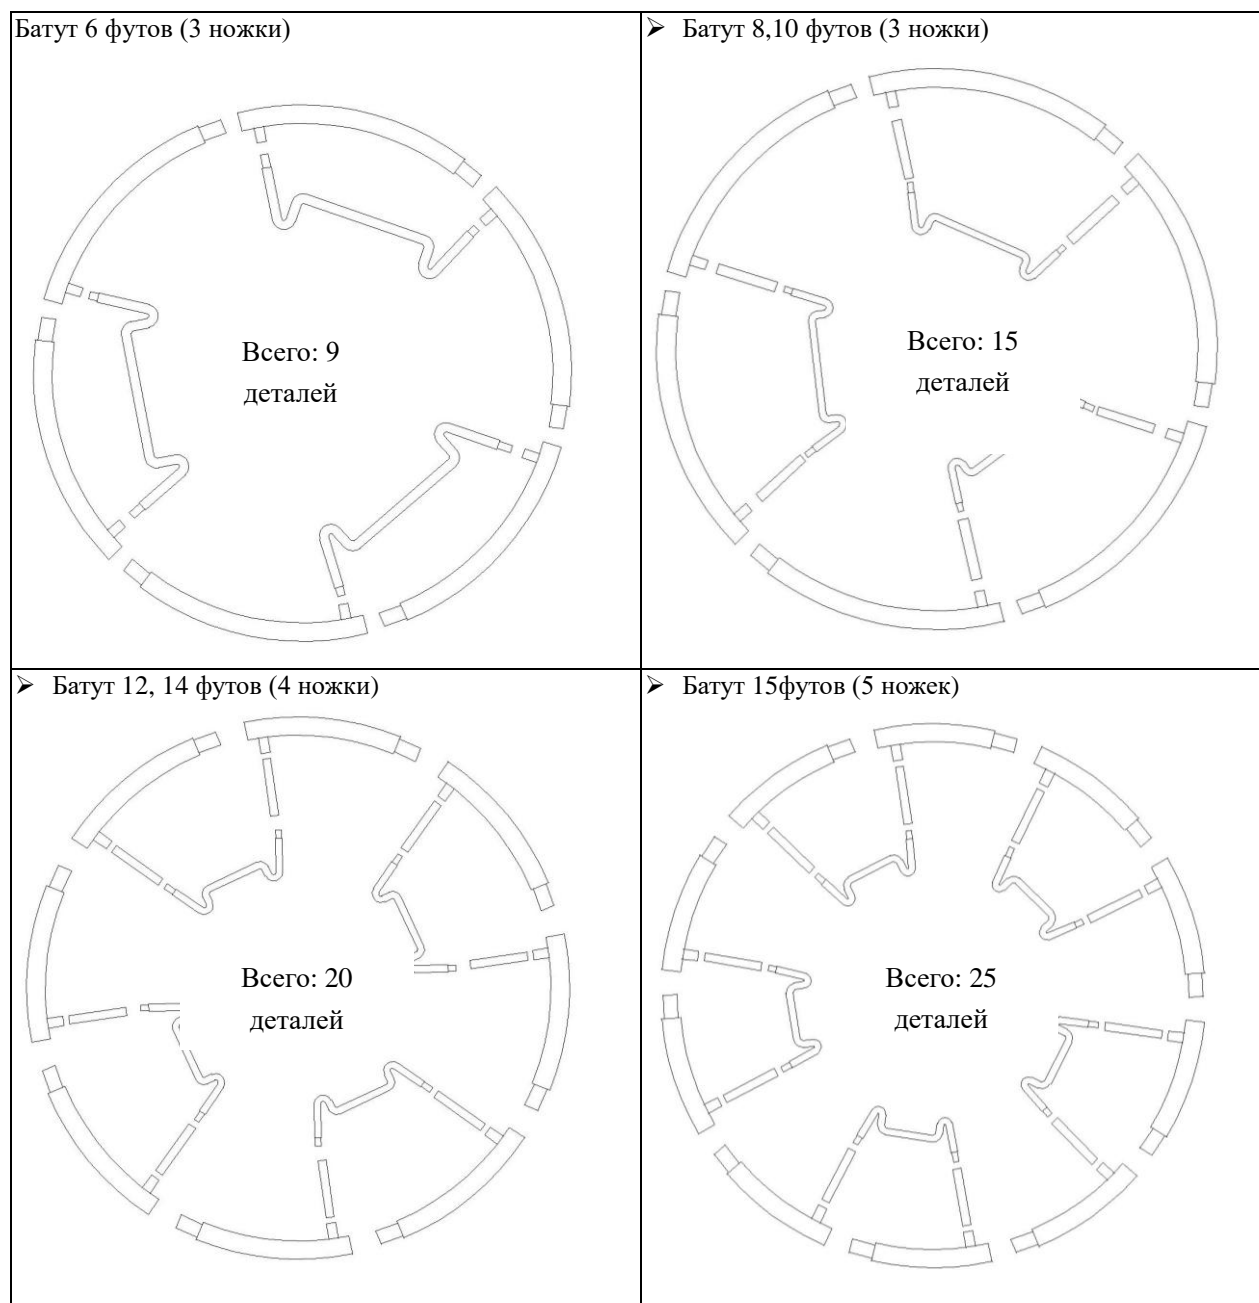 Батут 6 футов (3 ножки)
➢ Батут 8,10 футов (3 ножки)
Всего: 9
деталей
Всего: 15
деталей
➢ Батут 12, 14 футов (4 ножки)
➢ Батут 15футов (5 ножек)
Всего: 20
деталей
Всего: 25
деталей